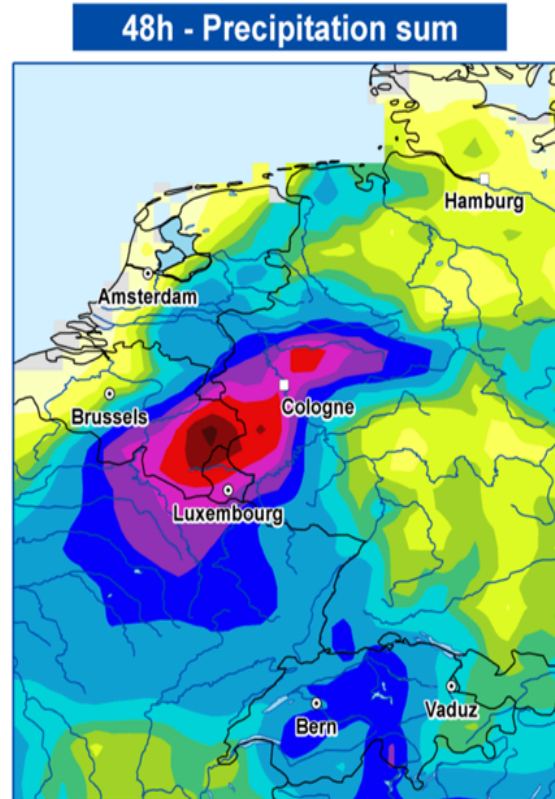 48h - Precipitation sum
Hamburg
Amsterdam
Brussels
Cologne
Luxembourg
Bern
Vaduz